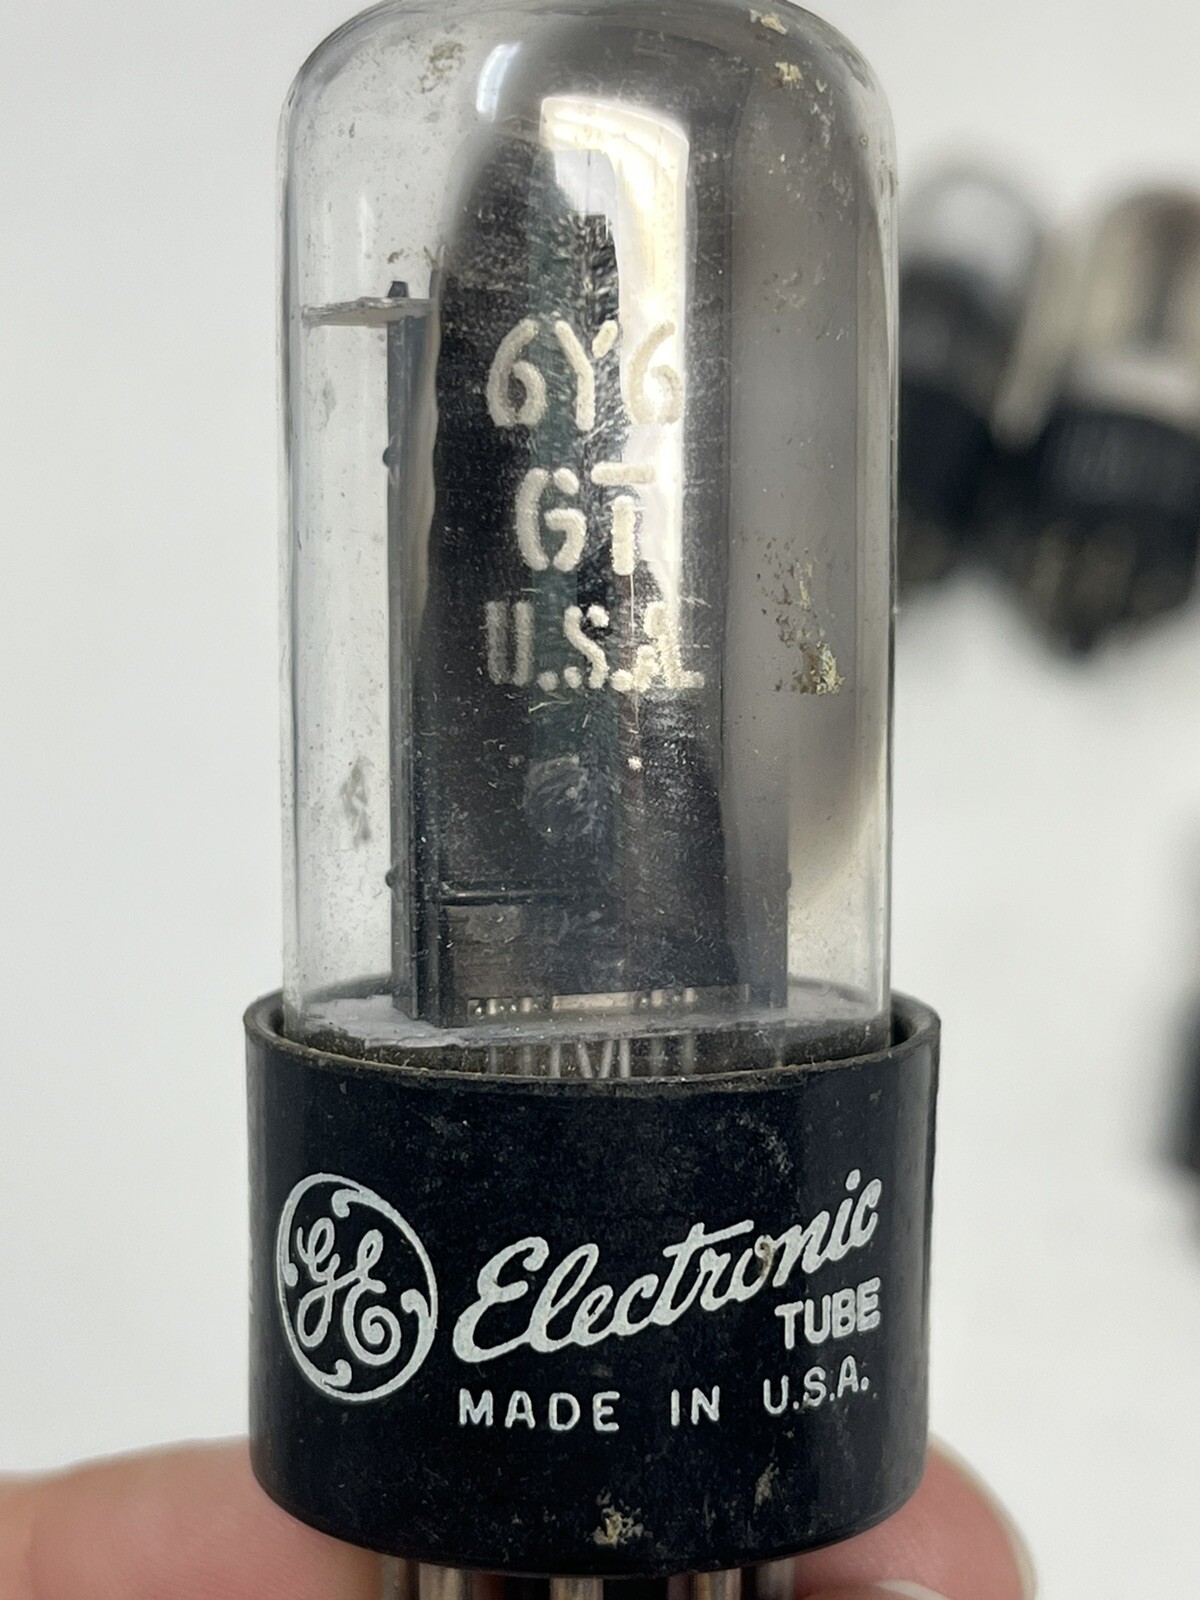 6Y6
GT
U.S.A.
GE Electronic
TUBE
MADE IN U.S.A.